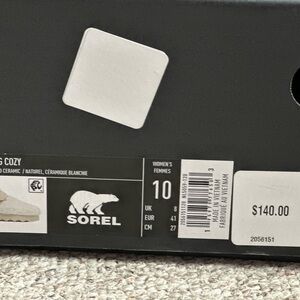 G COZY
D CERAMIC / NATUREL, CÉRAMIQUE BLANCHIE
SOREL
WOMEN'S
FEMMES
10
UK 8
EUR 41
CM 27
MADE IN VIETNAM
FABRIQUÉ AU VIETNAM
$140.00
2056151